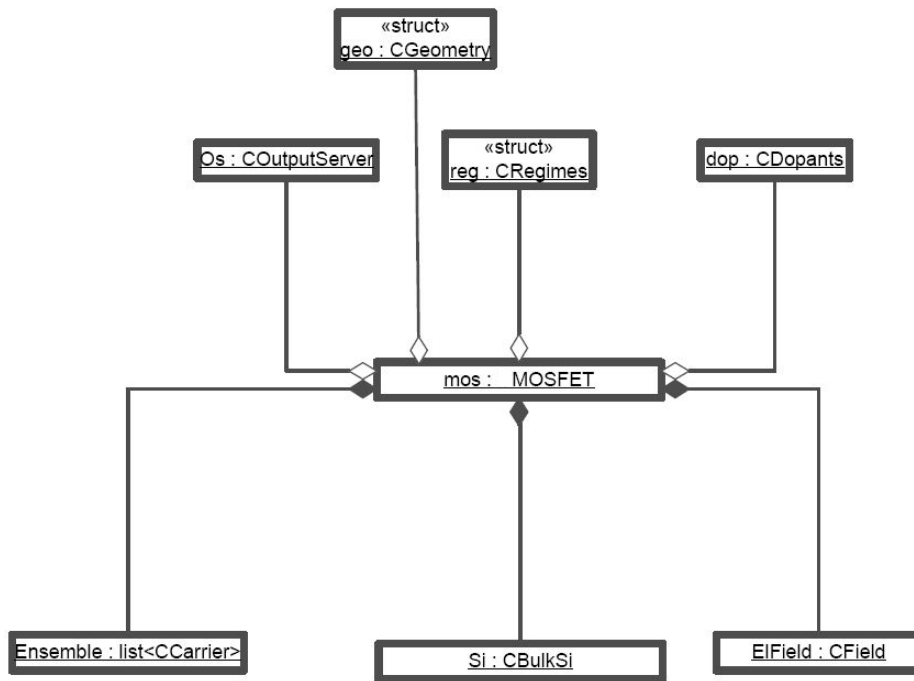 «struct»
geo : CGeometry
Os : COutputServer
«struct»
reg : CRegimes
dop : CDopants
mos : MOSFET
Ensemble : list<CCarrier>
Si : CBulkSi
ElField : CField